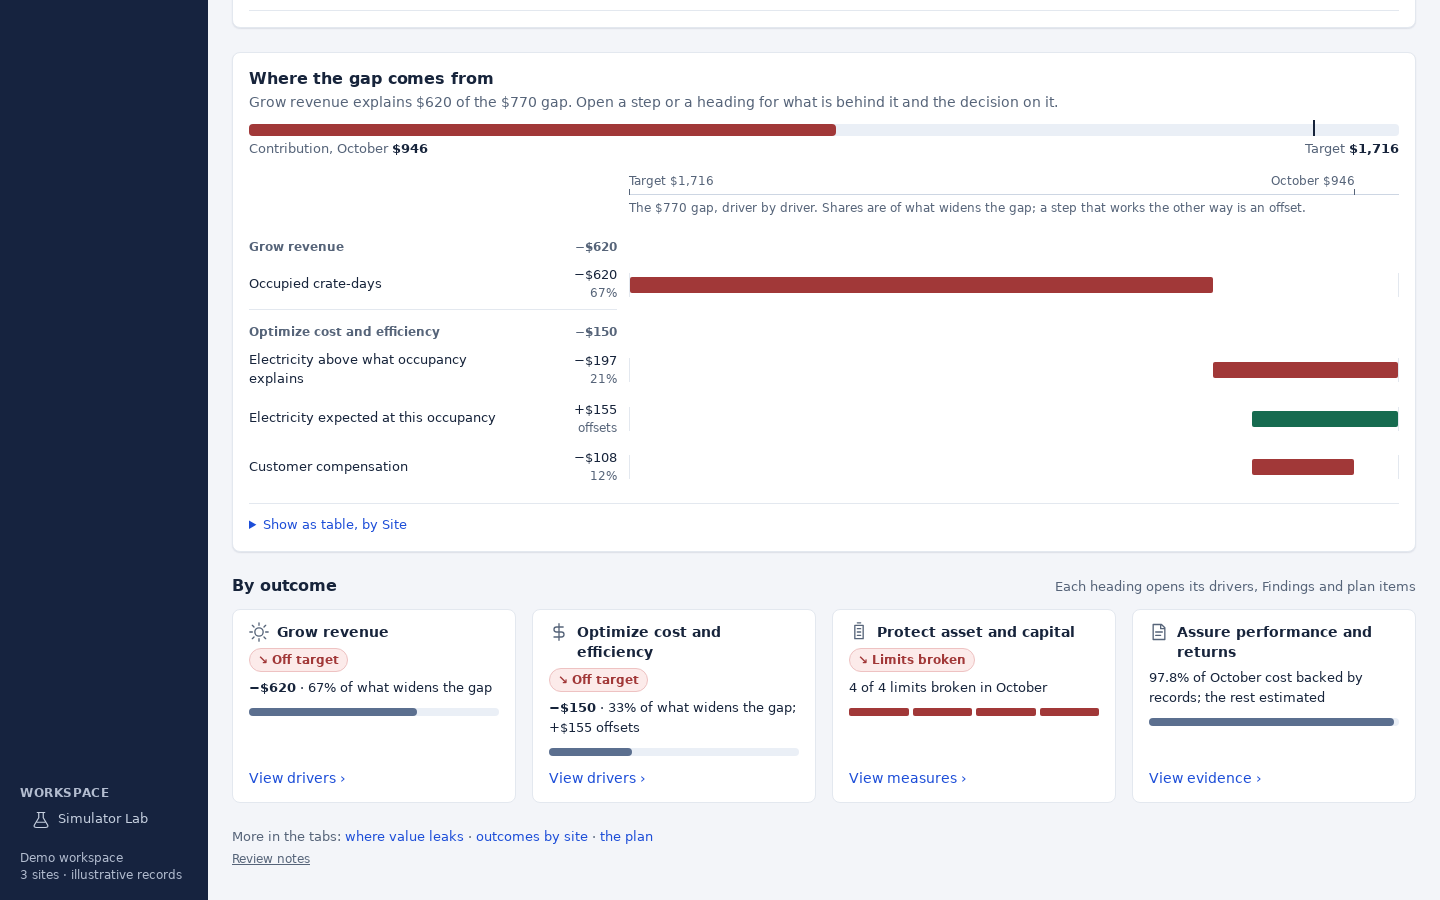 Where the gap comes from
Grow revenue explains $620 of the $770 gap. Open a step or a heading for what is behind it and the decision on it.
Contribution, October $946
Target $1,716
Target $1,716
October $946
The $770 gap, driver by driver. Shares are of what widens the gap; a step that works the other way is an offset.
Grow revenue
−$620
Occupied crate-days
−$620
67%
Optimize cost and efficiency
−$150
Electricity above what occupancy
explains
−$197
21%
Electricity expected at this occupancy
+$155
offsets
Customer compensation
−$108
12%
▶ Show as table, by Site
By outcome
Each heading opens its drivers, Findings and plan items
Grow revenue
↘ Off target
−$620 · 67% of what widens the gap
View drivers ›
Optimize cost and
efficiency
↘ Off target
−$150 · 33% of what widens the gap;
+$155 offsets
View drivers ›
Protect asset and capital
↘ Limits broken
4 of 4 limits broken in October
View measures ›
Assure performance and
returns
97.8% of October cost backed by
records; the rest estimated
View evidence ›
More in the tabs: where value leaks · outcomes by site · the plan
Review notes
WORKSPACE
Simulator Lab
Demo workspace
3 sites · illustrative records